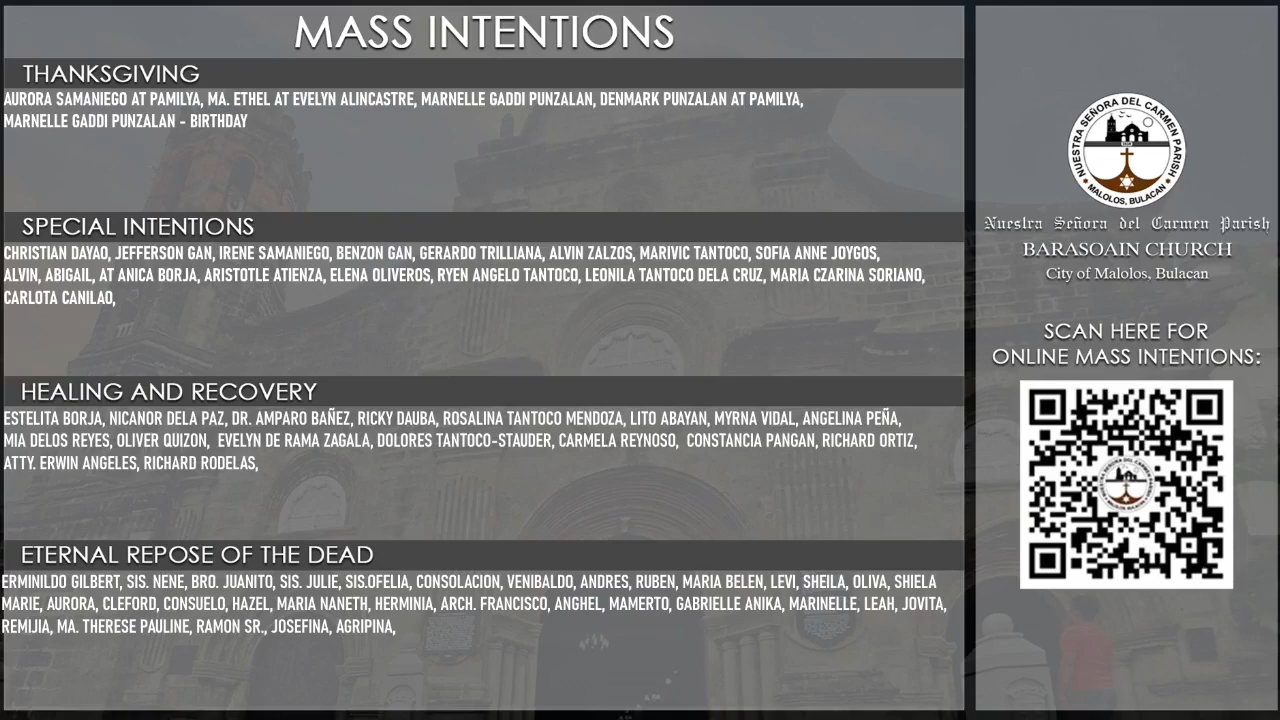 MASS INTENTIONS
THANKSGIVING
AURORA SAMANIEGO AT PAMILYA, MA. ETHEL AT EVELYN ALINCASTRE, MARNELLE GADDI PUNZALAN, DENMARK PUNZALAN AT PAMILYA,
MARNELLE GADDI PUNZALAN - BIRTHDAY
SPECIAL INTENTIONS
CHRISTIAN DAYAO, JEFFERSON GAN, IRENE SAMANIEGO, BENZON GAN, GERARDO TRILLIANA, ALVIN ZALZOS, MARIVIC TANTOCO, SOFIA ANNE JOYGOS,
ALVIN, ABIGAIL, AT ANICA BORJA, ARISTOTLE ATIENZA, ELENA OLIVEROS, RYEN ANGELO TANTOCO, LEONILA TANTOCO DELA CRUZ, MARIA CZARINA SORIANO,
CARLOTA CANILAO,
HEALING AND RECOVERY
ESTELITA BORJA, NICANOR DELA PAZ, DR. AMPARO BAÑEZ, RICKY DAUBA, ROSALINA TANTOCO MENDOZA, LITO ABAYAN, MYRNA VIDAL, ANGELINA PEÑA,
MIA DELOS REYES, OLIVER QUIZON, EVELYN DE RAMA ZAGALA, DOLORES TANTOCO-STAUDER, CARMELA REYNOSO, CONSTANCIA PANGAN, RICHARD ORTIZ,
ATTY. ERWIN ANGELES, RICHARD RODELAS,
ETERNAL REPOSE OF THE DEAD
ERMINILDO GILBERT, SIS. NENE, BRO. JUANITO, SIS. JULIE, SIS.OFELIA, CONSOLACION, VENIBALDO, ANDRES, RUBEN, MARIA BELEN, LEVI, SHEILA, OLIVA, SHIELA
MARIE, AURORA, CLEFORD, CONSUELO, HAZEL, MARIA NANETH, HERMINIA, ARCH. FRANCISCO, ANGHEL, MAMERTO, GABRIELLE ANIKA, MARINELLE, LEAH, JOVITA,
REMIJIA, MA. THERESE PAULINE, RAMON SR., JOSEFINA, AGRIPINA,
NUESTRA SEÑORA DEL CARMEN PARISH
MALOLOS, BULACAN
Nuestra Señora del Carmen Parish
BARASOAIN CHURCH
City of Malolos, Bulacan
SCAN HERE FOR
ONLINE MASS INTENTIONS: